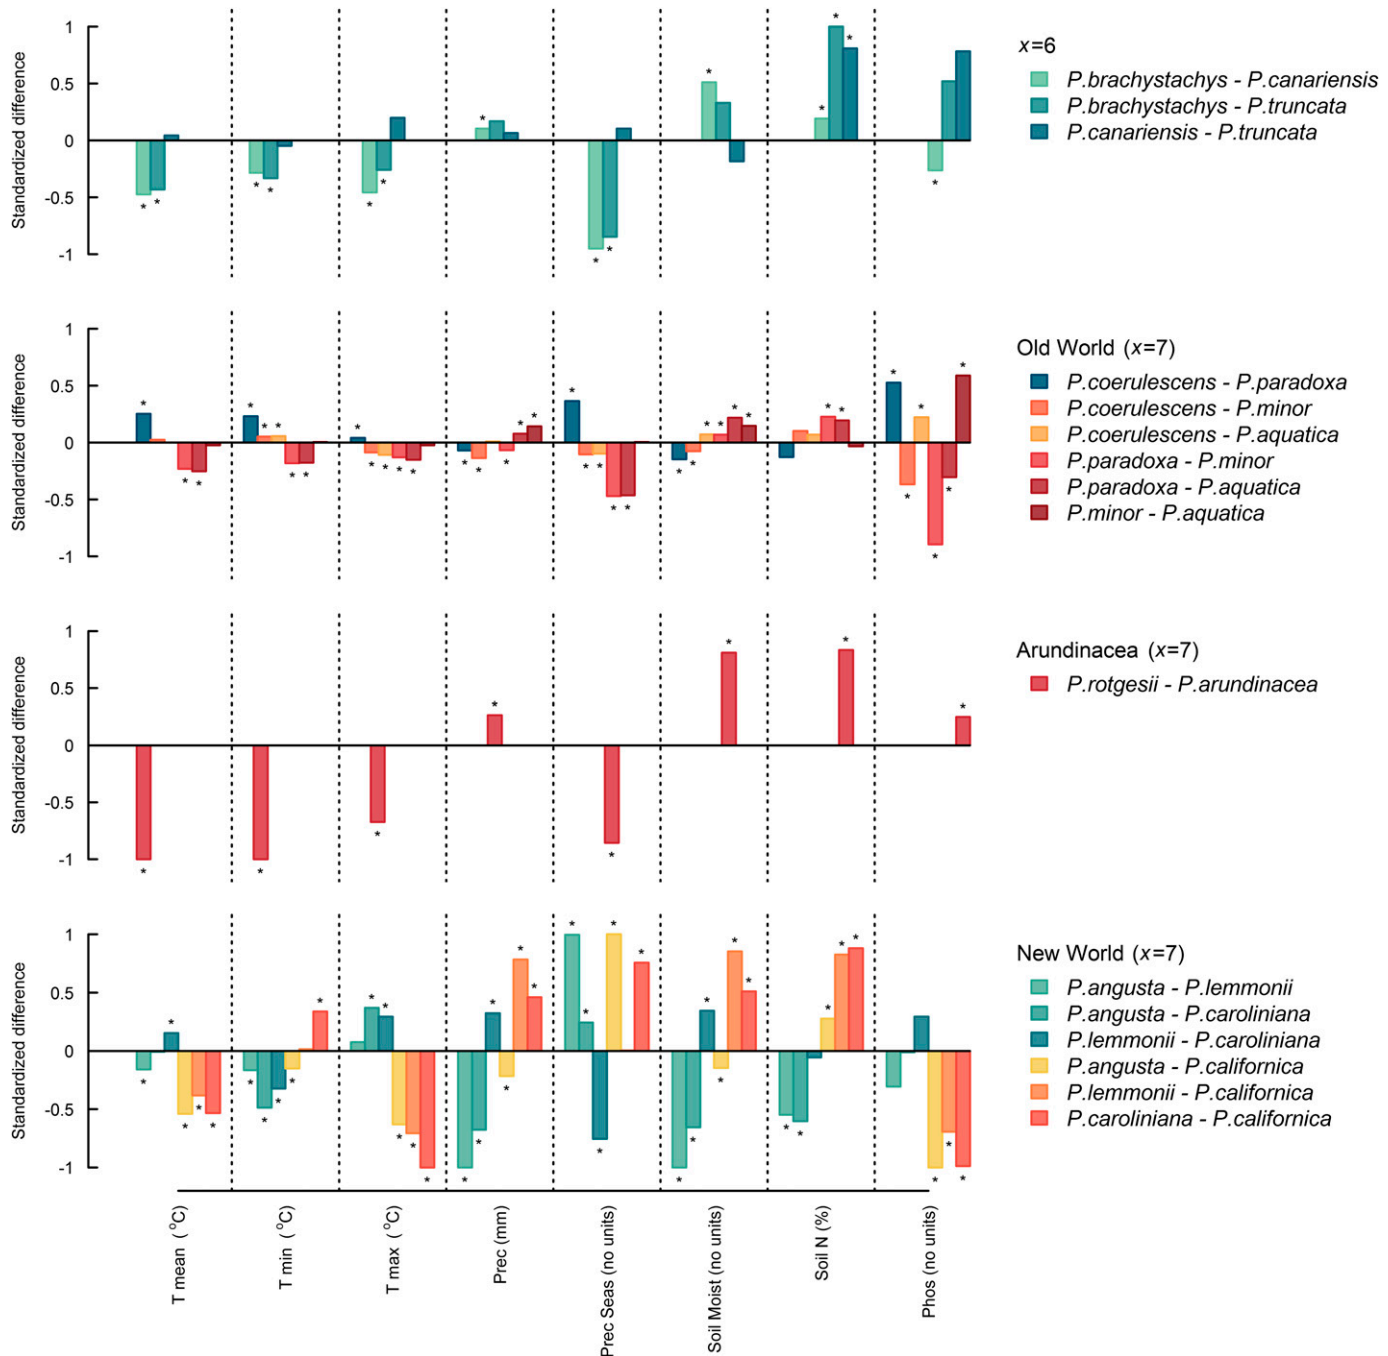 x=6
P.brachystachys - P.canariensis
P.brachystachys - P.truncata
P.canariensis - P.truncata
Standardized difference
1
0.5
0
-0.5
-1
* * * * * * * * * * * * * * *
Old World (x=7)
P.coerulescens - P.paradoxa
P.coerulescens - P.minor
P.coerulescens - P.aquatica
P.paradoxa - P.minor
P.paradoxa - P.aquatica
P.minor - P.aquatica
Standardized difference
1
0.5
0
-0.5
-1
Arundinacea (x=7)
P.rotgesii - P.arundinacea
Standardized difference
1
0.5
0
-0.5
-1
New World (x=7)
P.angusta - P.lemmonii
P.angusta - P.caroliniana
P.lemmonii - P.caroliniana
P.angusta - P.californica
P.lemmonii - P.californica
P.caroliniana - P.californica
Standardized difference
1
0.5
0
-0.5
-1
T mean (°C)
T min (°C)
T max (°C)
Prec (mm)
Prec Seas (no units)
Soil Moist (no units)
Soil N (%)
Phos (no units)